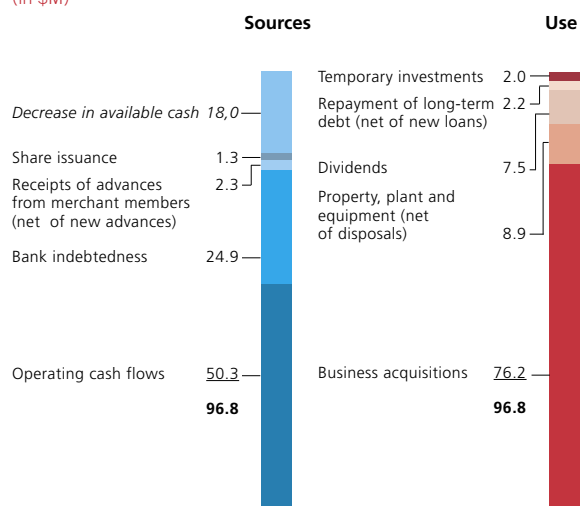 (in $M)
Sources
Use
Decrease in available cash 18,0
Share issuance 1.3
Receipts of advances 2.3
from merchant members
(net of new advances)
Bank indebtedness 24.9
Operating cash flows 50.3
96.8
Temporary investments 2.0
Repayment of long-term 2.2
debt (net of new loans)
Dividends 7.5
Property, plant and
equipment (net
of disposals) 8.9
Business acquisitions 76.2
96.8